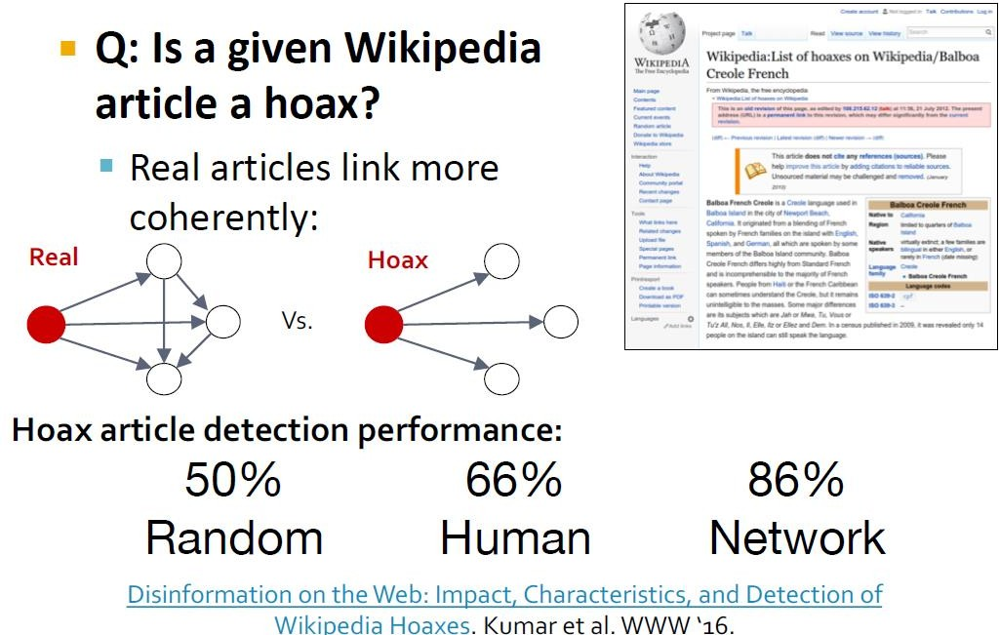 Q: Is a given Wikipedia
article a hoax?
Real articles link more
coherently:
Real
Vs.
Hoax
Hoax article detection performance:
50%
Random
66%
Human
86%
Network
Disinformation on the Web: Impact, Characteristics, and Detection of
Wikipedia Hoaxes. Kumar et al. WWW ‘16.
Create account Not logged in Talk Contributions Log in
WIKIPEDIA
The Free Encyclopedia
Project page Talk
Read View source View history
Search
Main page
Contents
Featured content
Current events
Random article
Donate to Wikipedia
Wikipedia store
Interaction
Help
About Wikipedia
Community portal
Recent changes
Contact page
Tools
What links here
Related changes
Upload file
Special pages
Permanent link
Page information
Print/export
Create a book
Download as PDF
Printable version
Languages
Add links
Wikipedia:List of hoaxes on Wikipedia/Balboa
Creole French
From Wikipedia, the free encyclopedia
< Wikipedia:List of hoaxes on Wikipedia
This is an old revision of this page, as edited by 108.215.62.12 (talk) at 11:56, 21 July 2012. The present
address (URL) is a permanent link to this revision, which may differ significantly from the current
revision.
(diff) ← Previous revision | Latest revision (diff) | Newer revision → (diff)
This article does not cite any references (sources). Please
help improve this article by adding citations to reliable sources.
Unsourced material may be challenged and removed. (January
2010)
Balboa French Creole is a Creole language used in
Balboa Island in the city of Newport Beach,
California. It originated from a blending of French
spoken by French families on the island with English,
Spanish, and German, all which are spoken by some
members of the Balboa Island community. Balboa
Creole French differs highly from Standard French
and is incomprehensible to the majority of French
speakers. People from Haiti or the French Caribbean
can sometimes understand the Creole, but it remains
unintelligible to the masses. Some major differences
are its subjects which are Jah or Mwa, Tu, Vous or
Tu'z All, Nos, Il, Elle, Ilz or Ellez and Dem. In a census published in 2009, it was revealed only 14
people on the island can still speak the language.
Balboa Creole French
Native to California
Region limited to quarters of Balboa
Island
Native speakers virtually extinct; a few families are
bilingual in either English, or
rarely in French (date missing)
Language family Creole
Balboa Creole French
Language codes
ISO 639-2 cpf
ISO 639-3 –